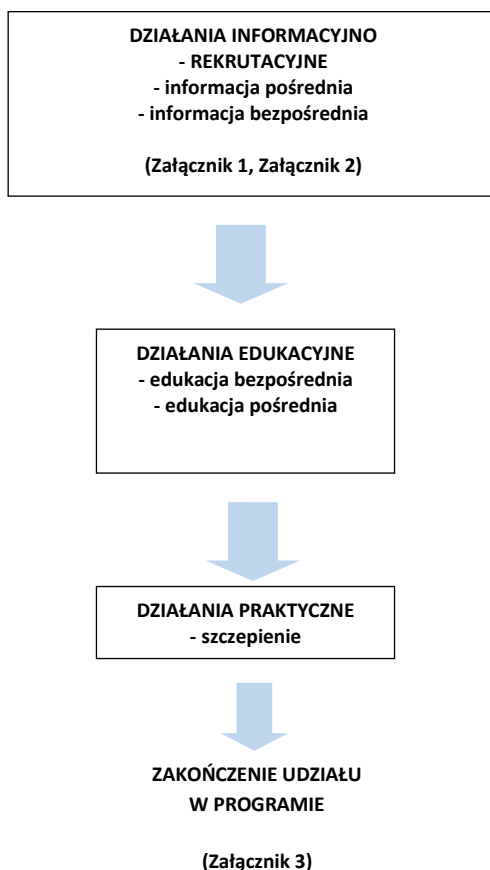 DZIAŁANIA INFORMACYJNO
- REKRUTACYJNE
- informacja pośrednia
- informacja bezpośrednia
(Załącznik 1, Załącznik 2)
DZIAŁANIA EDUKACYJNE
- edukacja bezpośrednia
- edukacja pośrednia
DZIAŁANIA PRAKTYCZNE
- szczepienie
ZAKOŃCZENIE UDZIAŁU
W PROGRAMIE
(Załącznik 3)